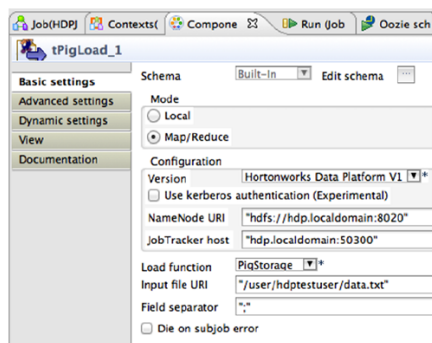 Job(HDPJ Contexts( Compone Run (Job Oozie sch
tPigLoad_1
Basic settings
Advanced settings
Dynamic settings
View
Documentation
Schema Built-In Edit schema ...
Mode
Local
Map/Reduce
Configuration
Version Hortonworks Data Platform V1 *
Use kerberos authentication (Experimental)
NameNode URI "hdfs://hdp.localdomain:8020"
JobTracker host "hdp.localdomain:50300"
Load function PigStorage *
Input file URI "/user/hdptestuser/data.txt"
Field separator ";"
Die on subjob error